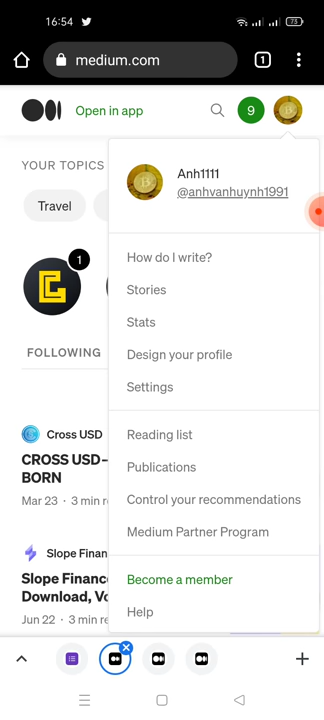 16:54
73
medium.com
1
Open in app
9
YOUR TOPICS
Anh1111
@anhvanhuynh1991
Travel
How do I write?
1
Stories
Stats
FOLLOWING
Design your profile
Settings
Cross USD
Reading list
CROSS USD–
BORN
Publications
Mar 23 · 3 min r
Control your recommendations
Medium Partner Program
Slope Finan
Slope Finance
Download, Vo
Become a member
Jun 22 · 3 min re
Help